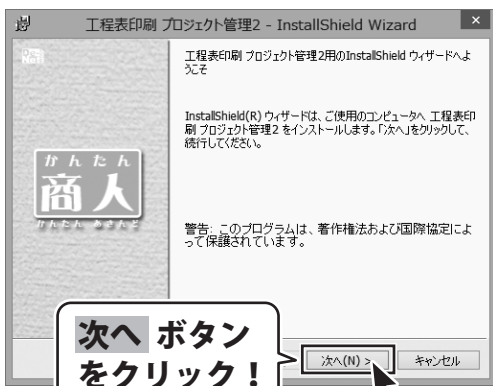 工程表印刷 プロジェクト管理2 - InstallShield Wizard
工程表印刷 プロジェクト管理2用のInstallShield ウィザードへよ
うこそ
InstallShield(R) ウィザードは、ご使用のコンピュータへ 工程表印
刷 プロジェクト管理2 をインストールします。「次へ」をクリックして、
続行してください。
かんたん
商人
かんたん あきんど
警告: このプログラムは、著作権法および国際協定によ
って保護されています。
次へ ボタン
をクリック!
次へ(N) >
キャンセル